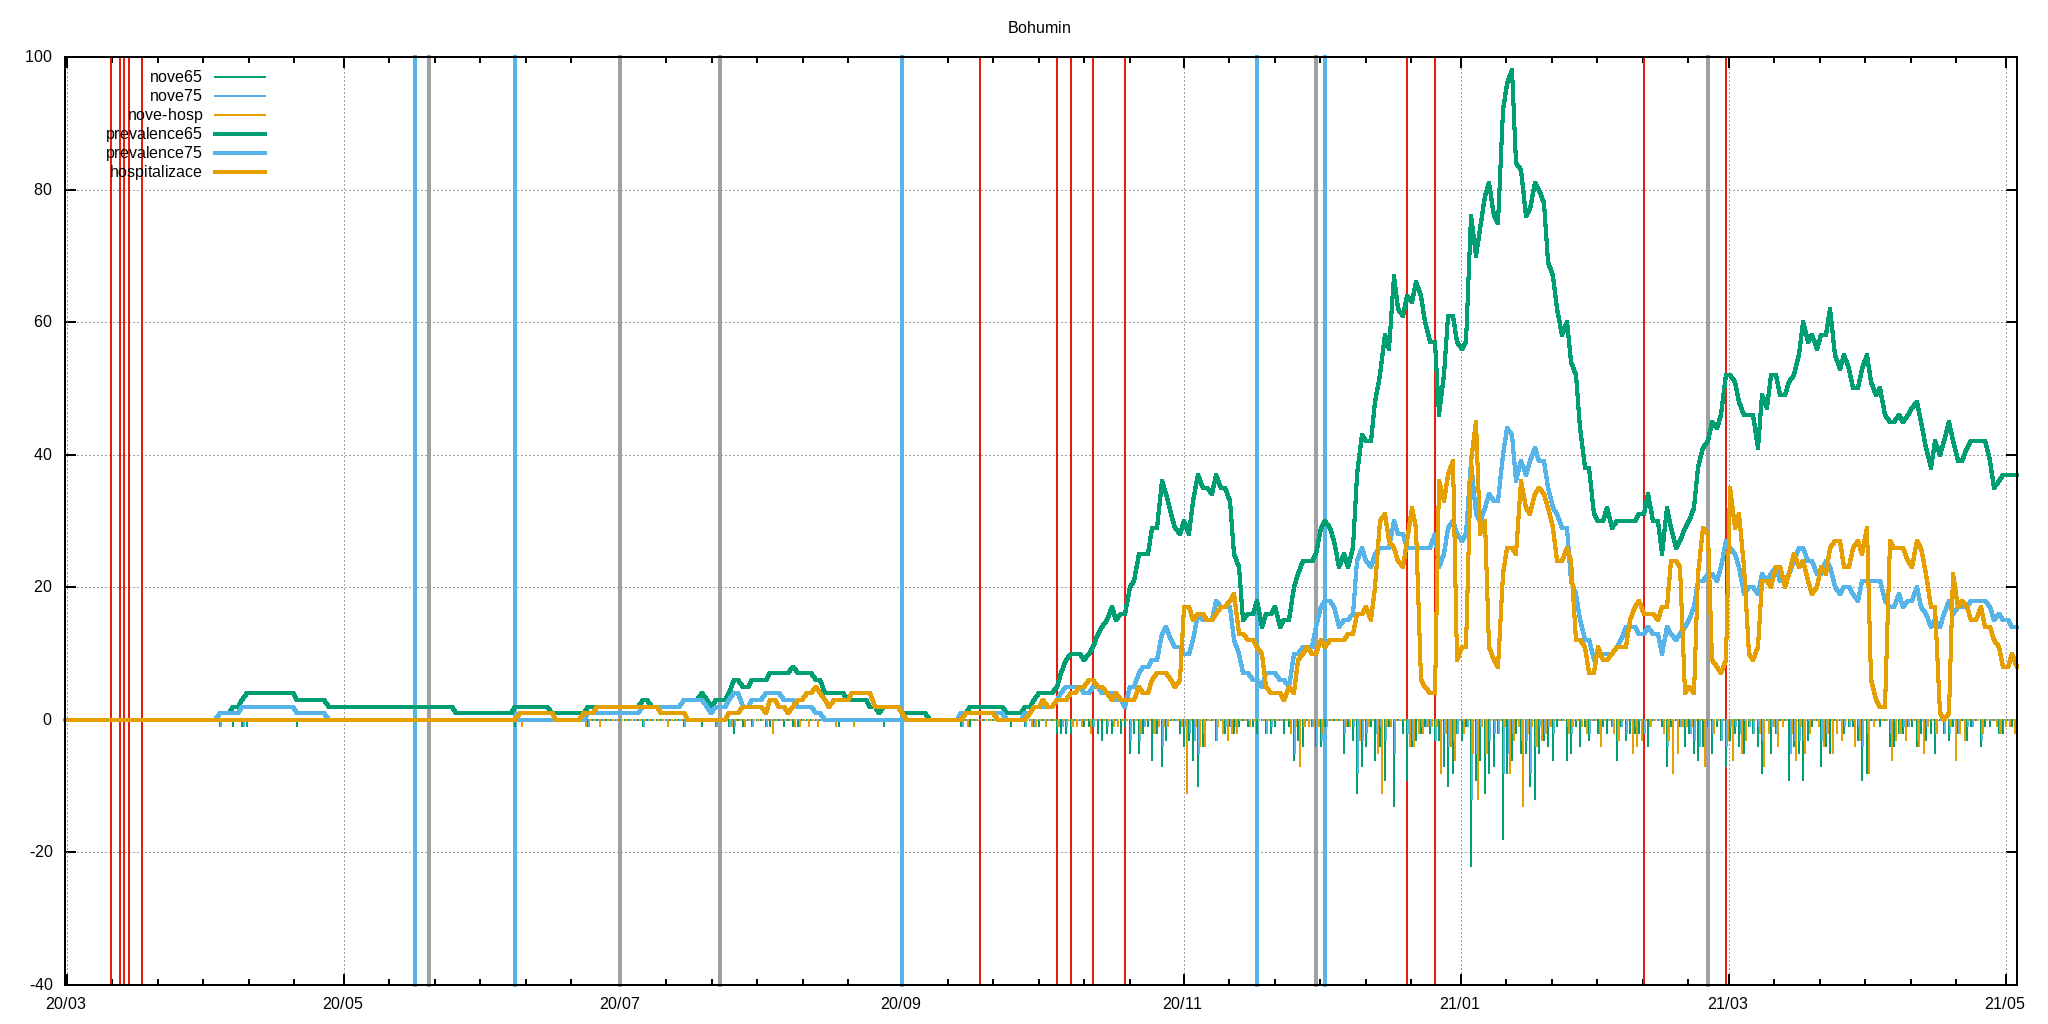 Bohumin
100
80
60
40
20
0
-20
-40
nove65
nove75
nove-hosp
prevalence65
prevalence75
hospitalizace
20/03 20/05 20/07 20/09 20/11 21/01 21/03 21/05